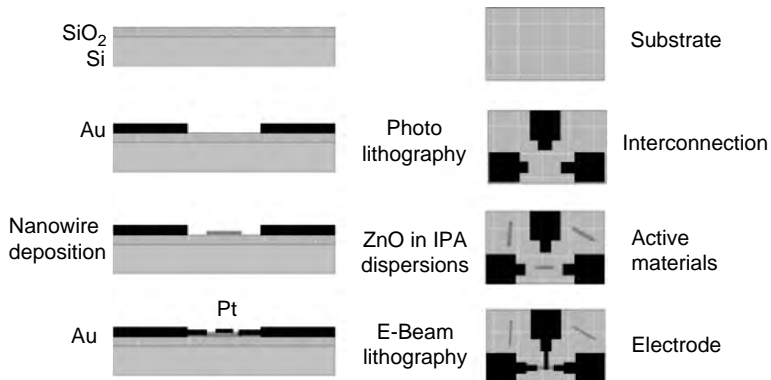 SiO2
Si
Substrate
Au
Photo
lithography
Interconnection
Nanowire
deposition
ZnO in IPA
dispersions
Active
materials
Pt
Au
E-Beam
lithography
Electrode